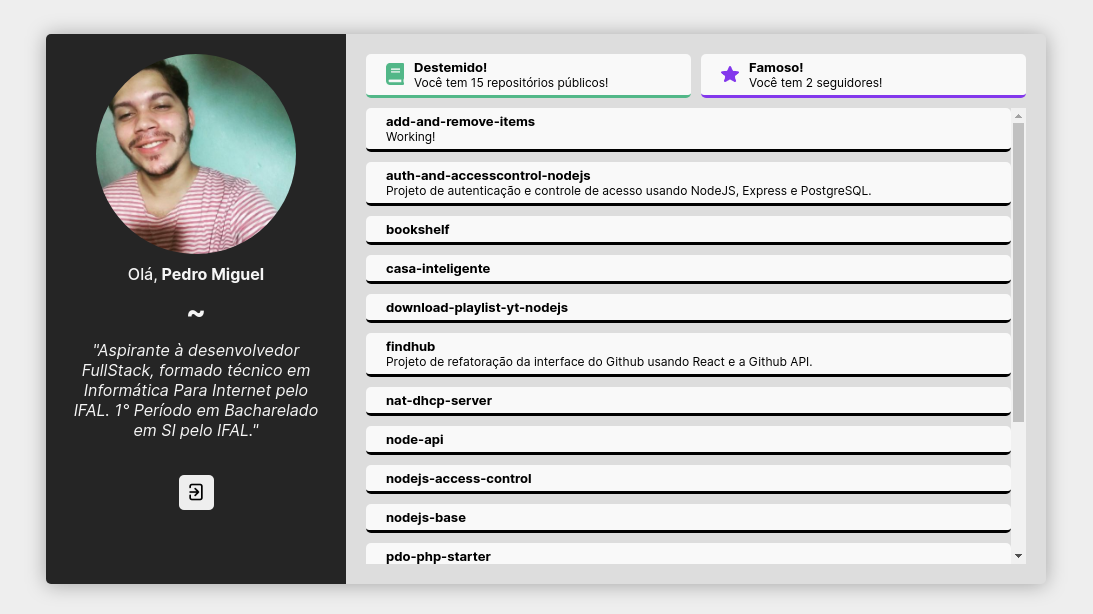 Olá, Pedro Miguel
~
"Aspirante à desenvolvedor
FullStack, formado técnico em
Informática Para Internet pelo
IFAL. 1° Período em Bacharelado
em SI pelo IFAL."
Destemido!
Você tem 15 repositórios públicos!
Famoso!
Você tem 2 seguidores!
add-and-remove-items
Working!
auth-and-accesscontrol-nodejs
Projeto de autenticação e controle de acesso usando NodeJS, Express e PostgreSQL.
bookshelf
casa-inteligente
download-playlist-yt-nodejs
findhub
Projeto de refatoração da interface do Github usando React e a Github API.
nat-dhcp-server
node-api
nodejs-access-control
nodejs-base
pdo-php-starter